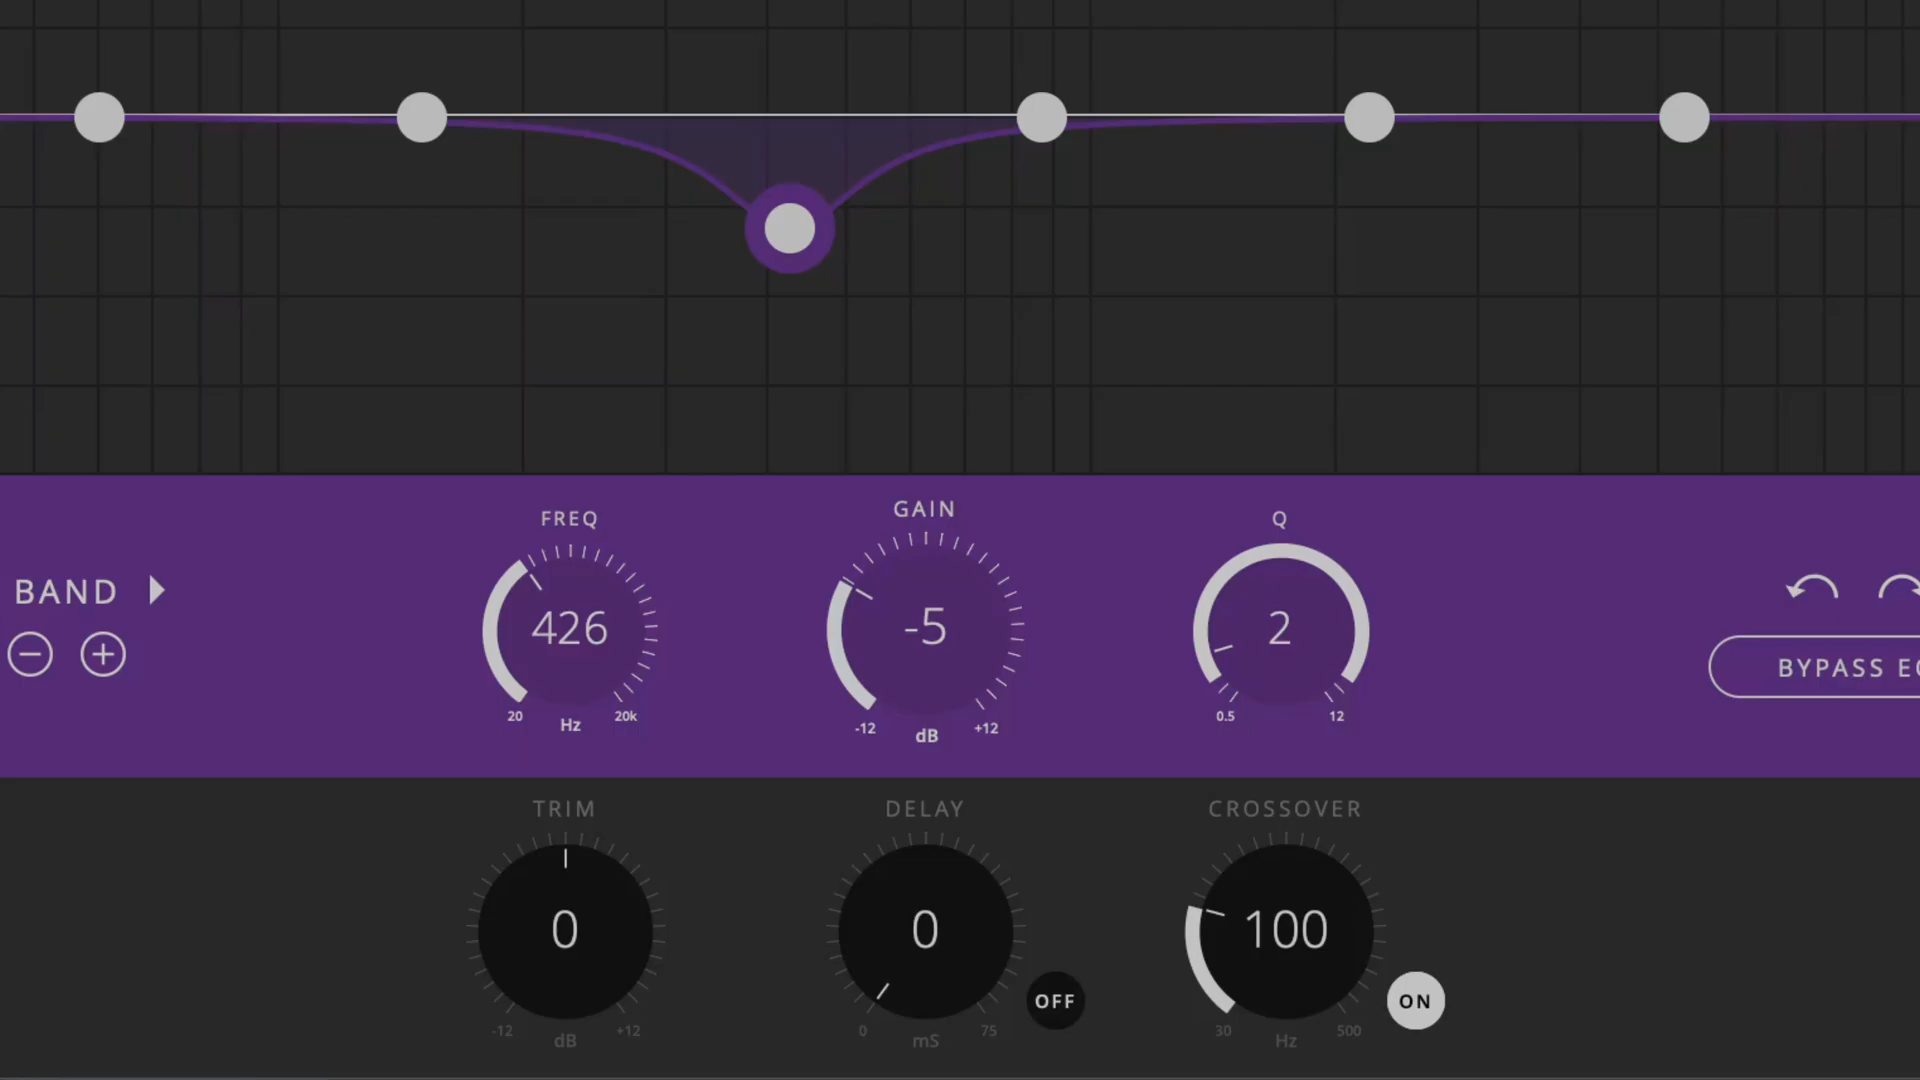 FREQ
GAIN
Q
BAND
426
-5
2
20
Hz
20k
-12
dB
+12
0.5
12
BYPASS EQ
TRIM
DELAY
CROSSOVER
0
0
100
OFF
ON
-12
dB
+12
0
mS
75
30
Hz
500